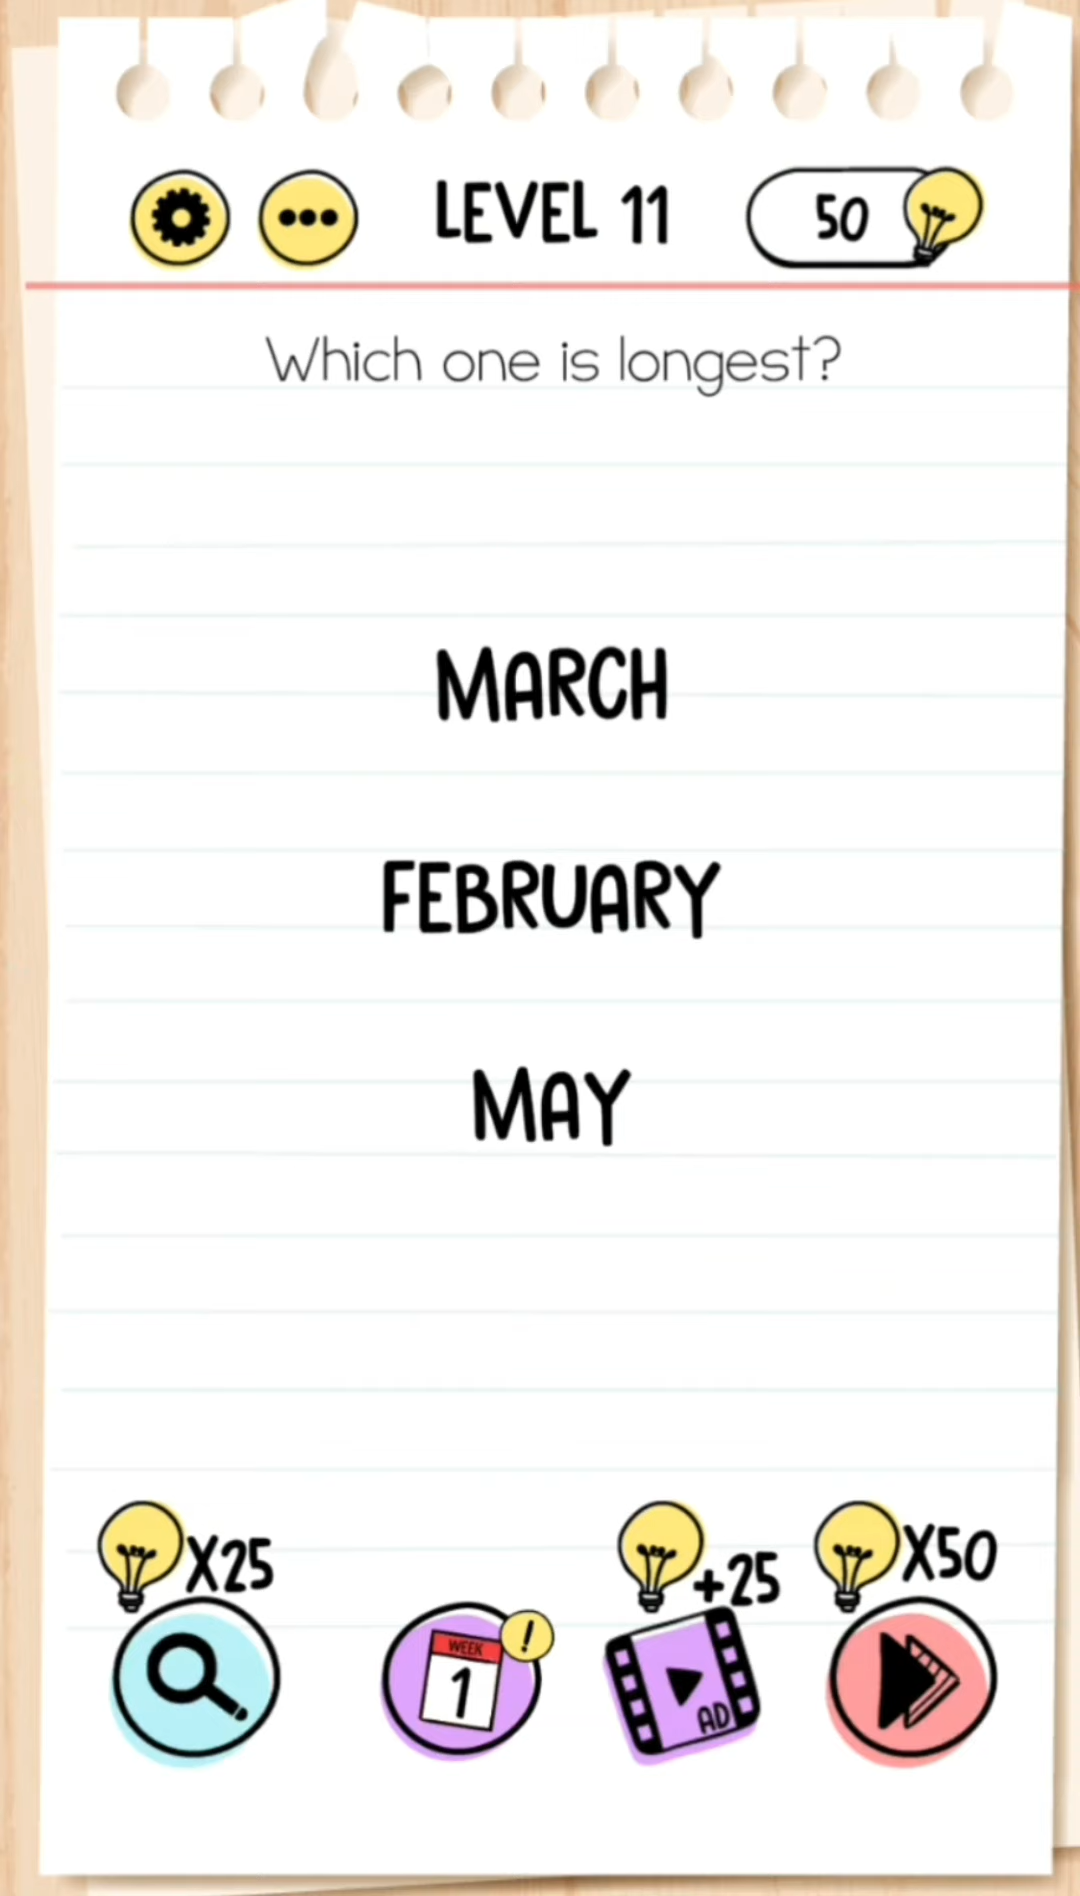 LEVEL 11
50
Which one is longest?
MARCH
FEBRUARY
MAY
X25
+25
X50
WEEK
1
!
AD